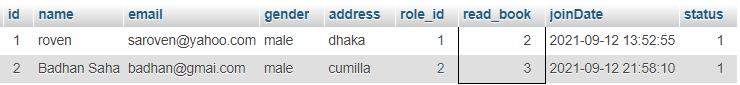 id name email gender address role_id read_book joinDate status
1 roven saroven@yahoo.com male dhaka 1 2 2021-09-12 13:52:55 1
2 Badhan Saha badhan@gmai.com male cumilla 2 3 2021-09-12 21:58:10 1